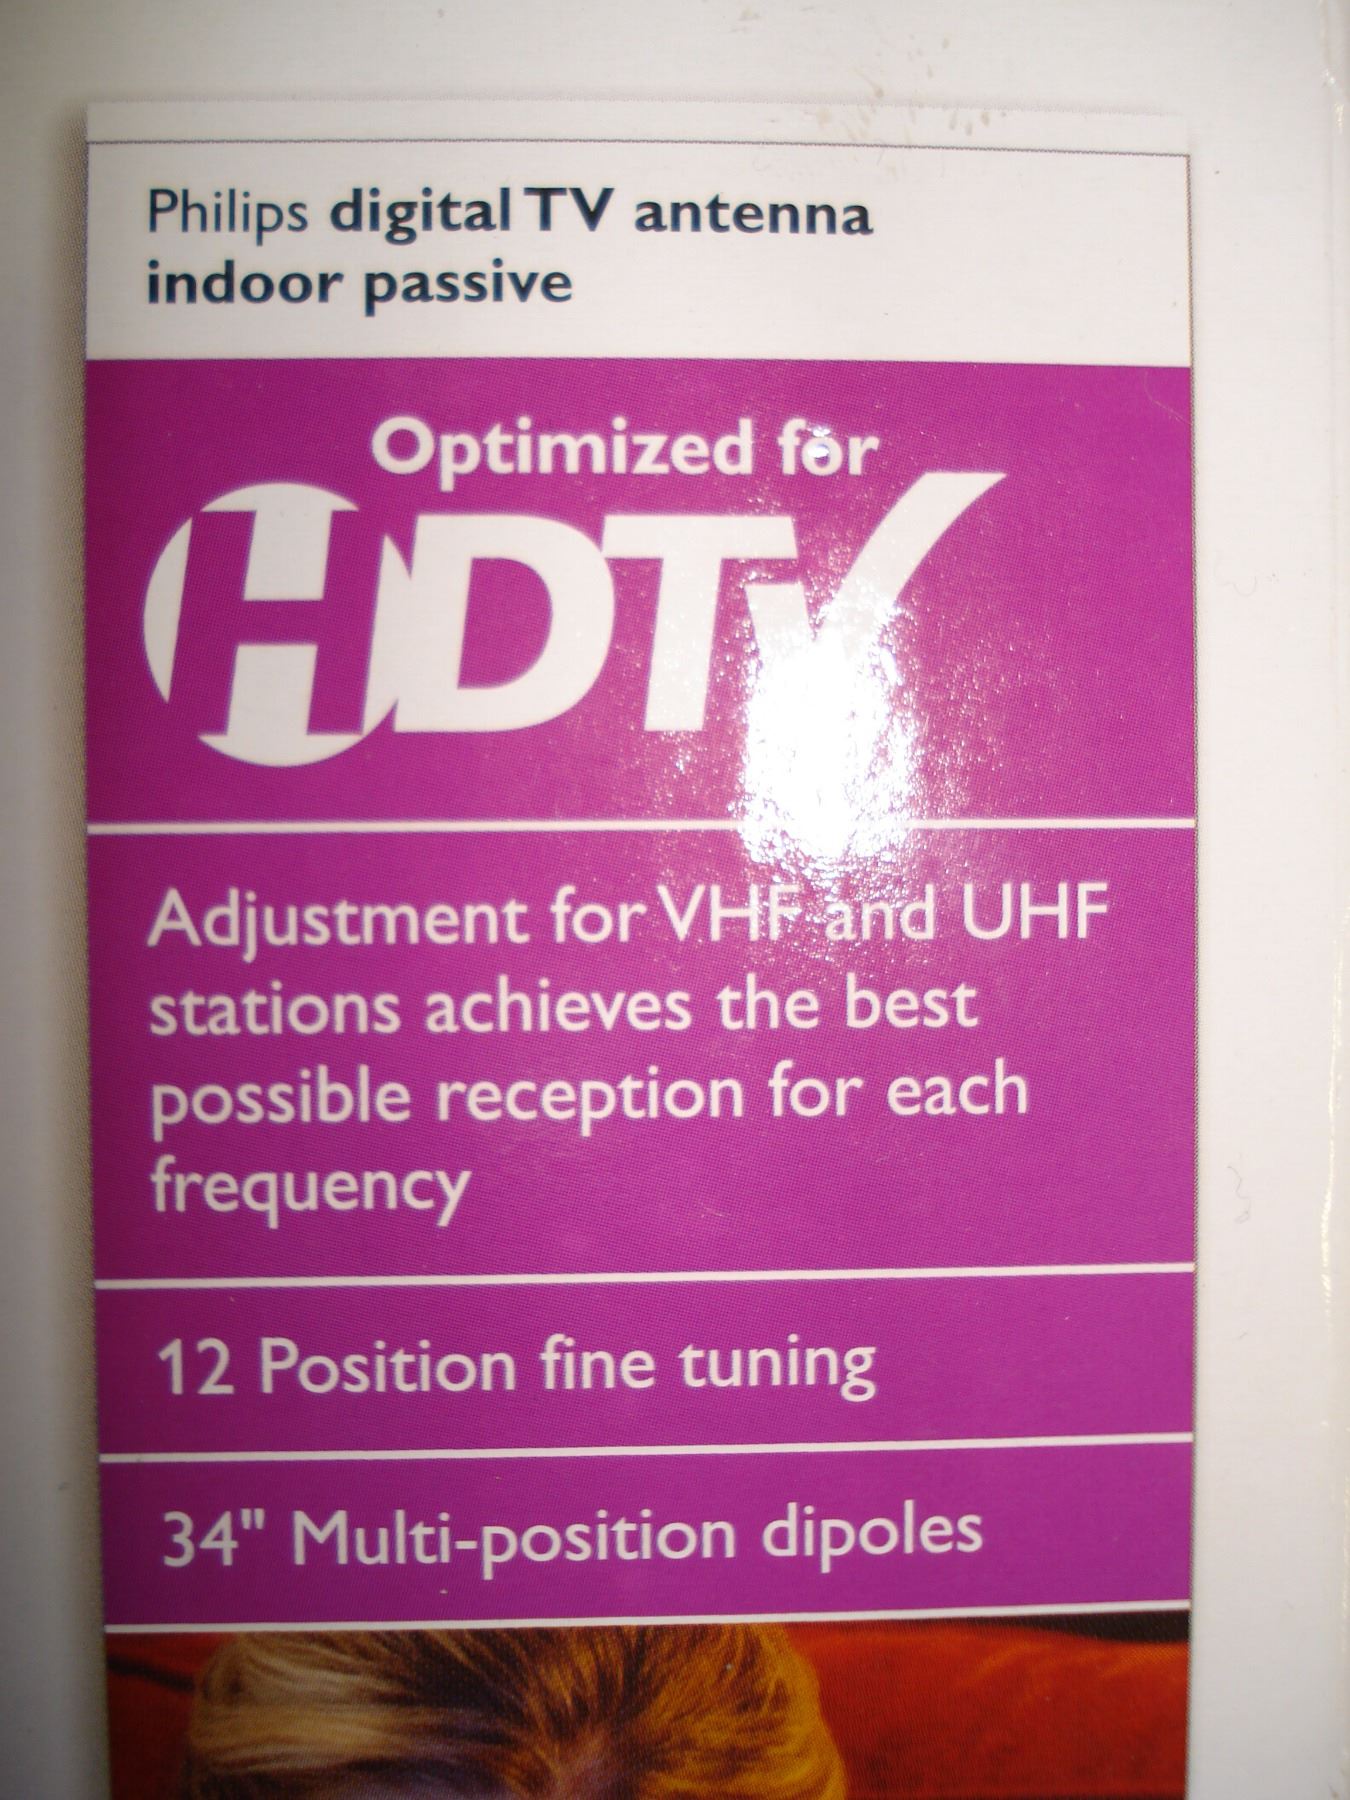 Philips digital TV antenna
indoor passive
Optimized for
HDTV
Adjustment for VHF and UHF
stations achieves the best
possible reception for each
frequency
12 Position fine tuning
34" Multi-position dipoles